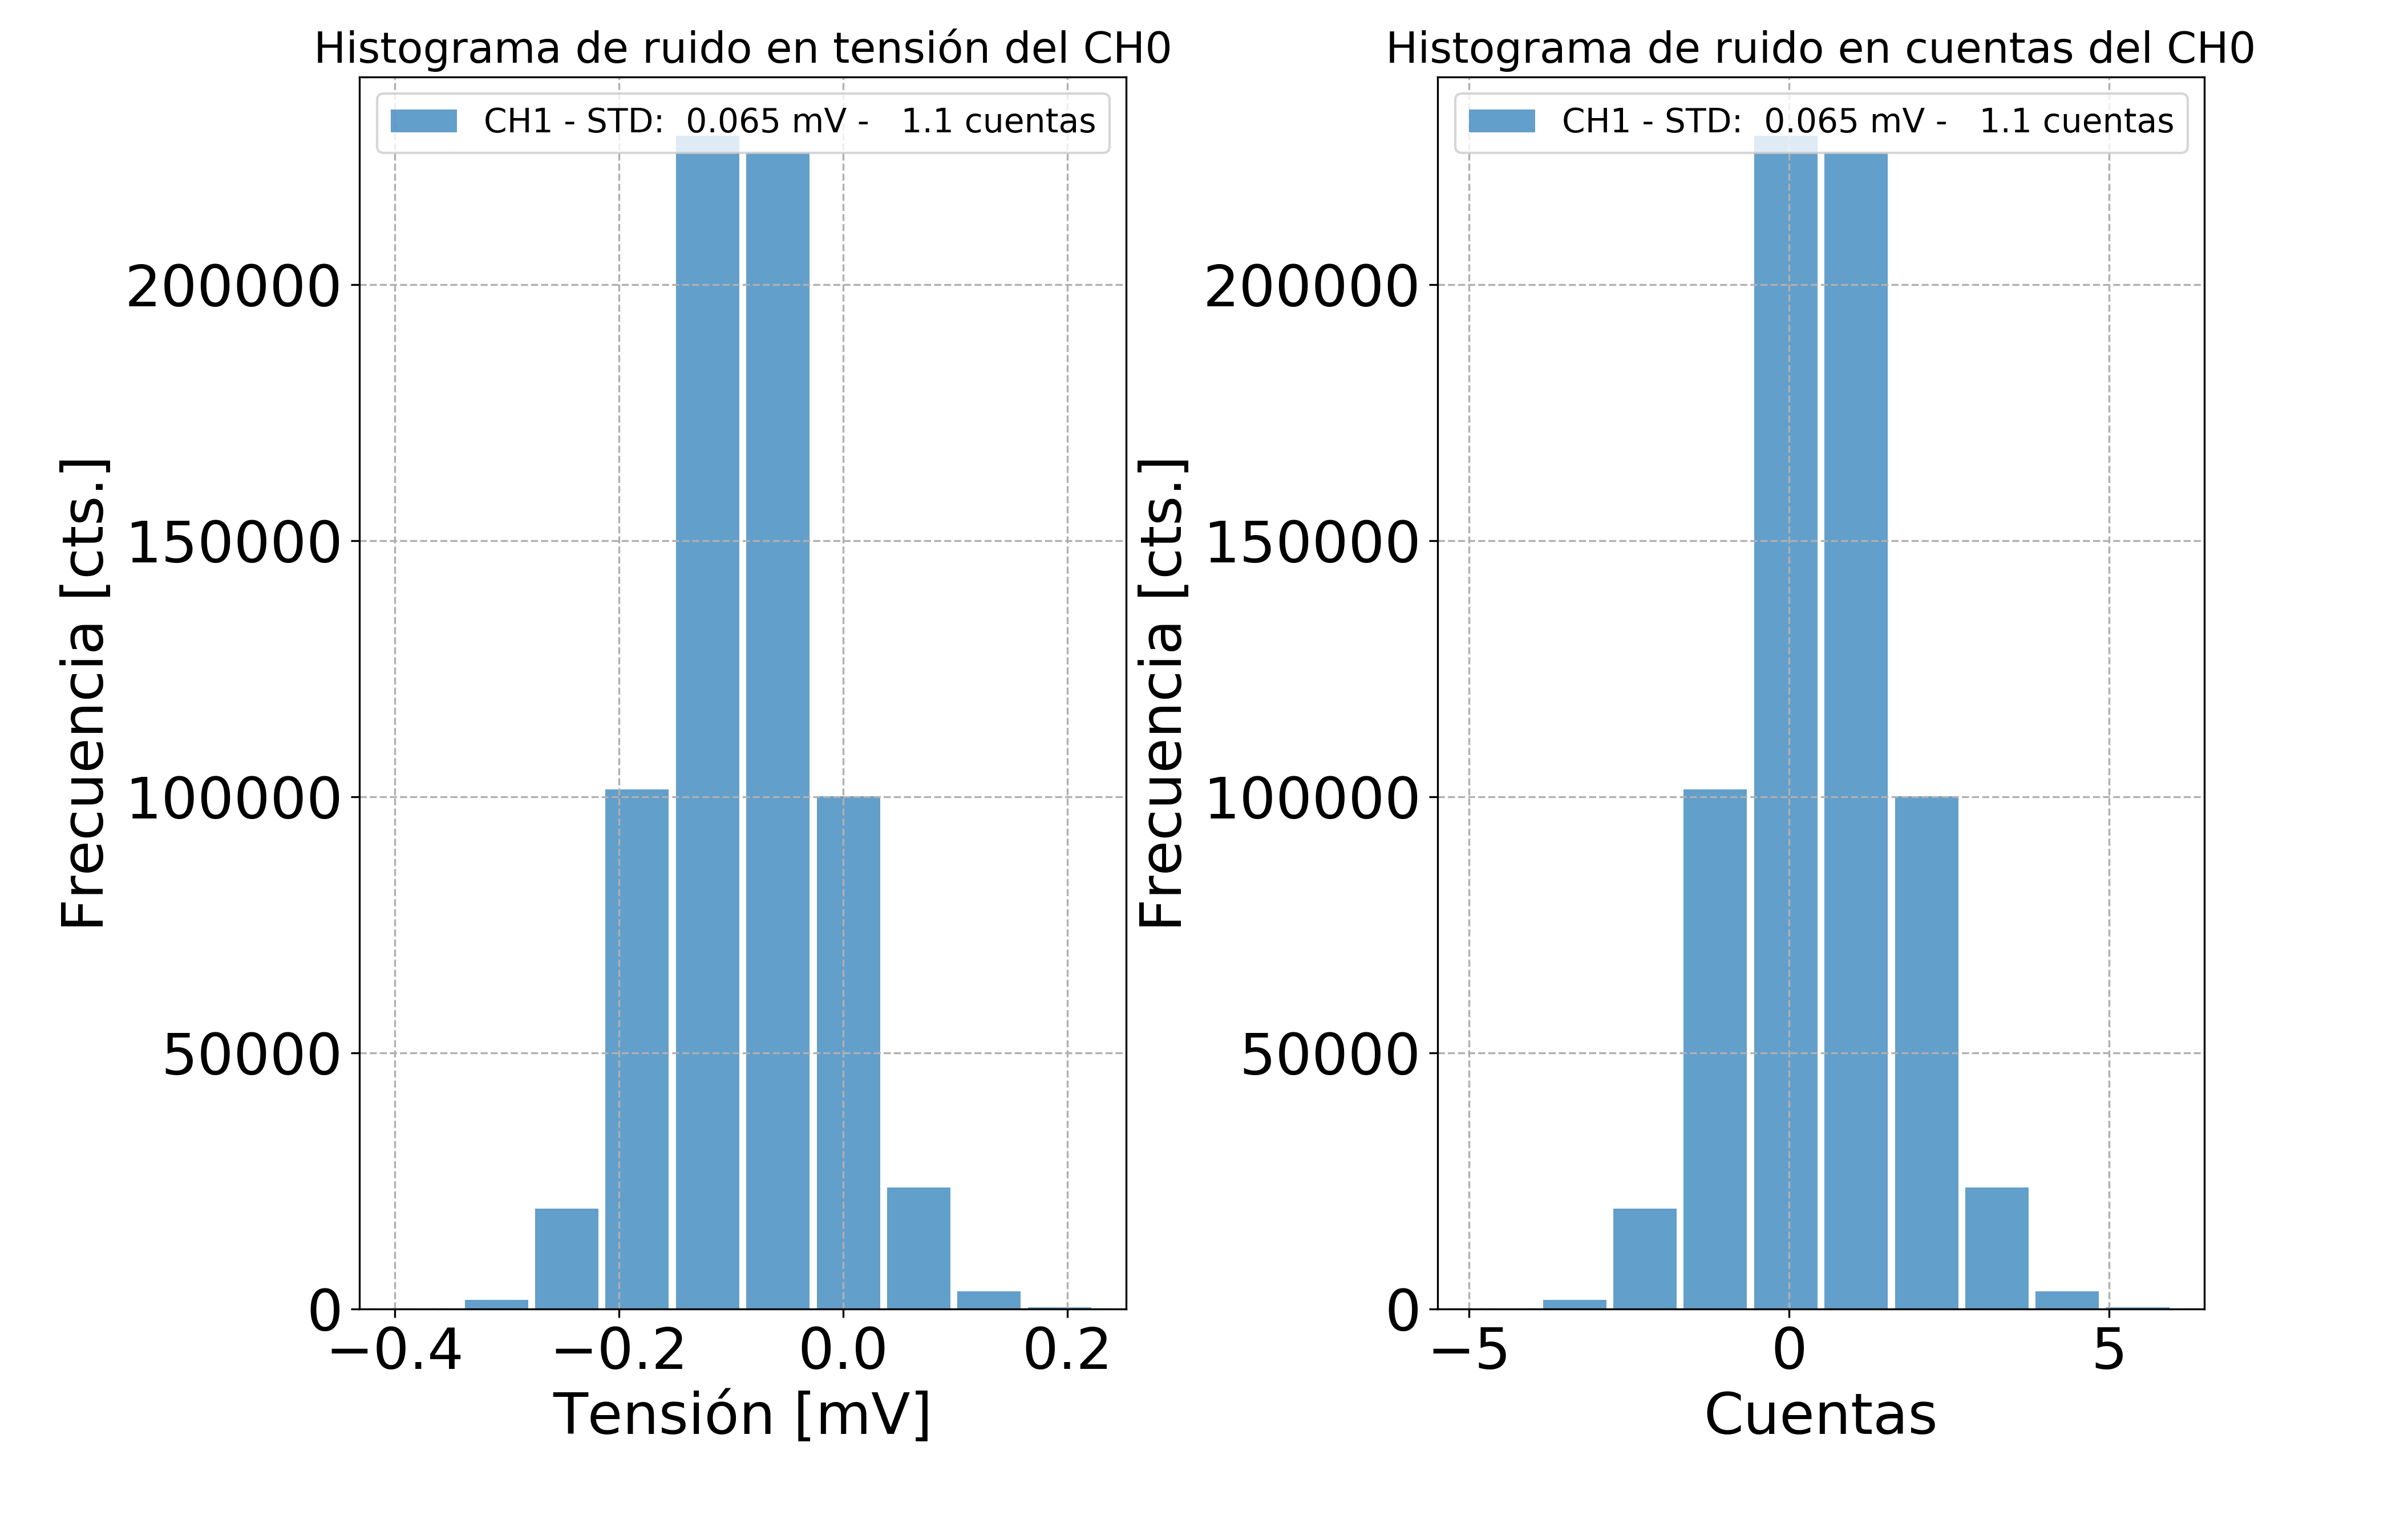 Histograma de ruido en tensión del CH0
CH1 - STD:  0.065 mV -   1.1 cuentas
Frecuencia [cts.]
200000
150000
100000
50000
0
−0.4
−0.2
0.0
0.2
Tensión [mV]
Histograma de ruido en cuentas del CH0
CH1 - STD:  0.065 mV -   1.1 cuentas
Frecuencia [cts.]
200000
150000
100000
50000
0
−5
0
5
Cuentas